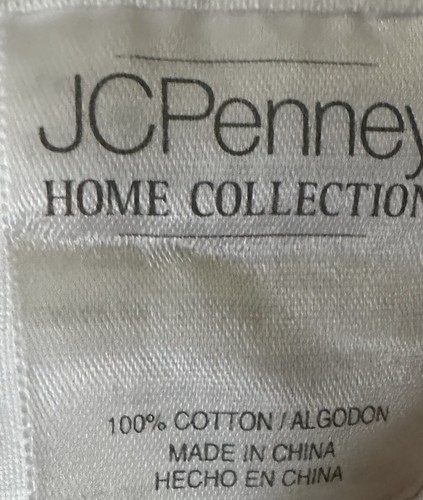 JCPenney
HOME COLLECTION
100% COTTON / ALGODON
MADE IN CHINA
HECHO EN CHINA